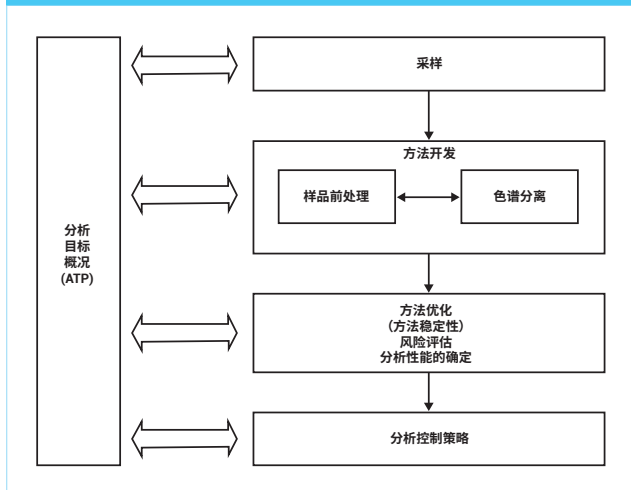 采样
方法开发
样品前处理
色谱分离
分析
目标
概况
(ATP)
方法优化
（方法稳定性）
风险评估
分析性能的确定
分析控制策略